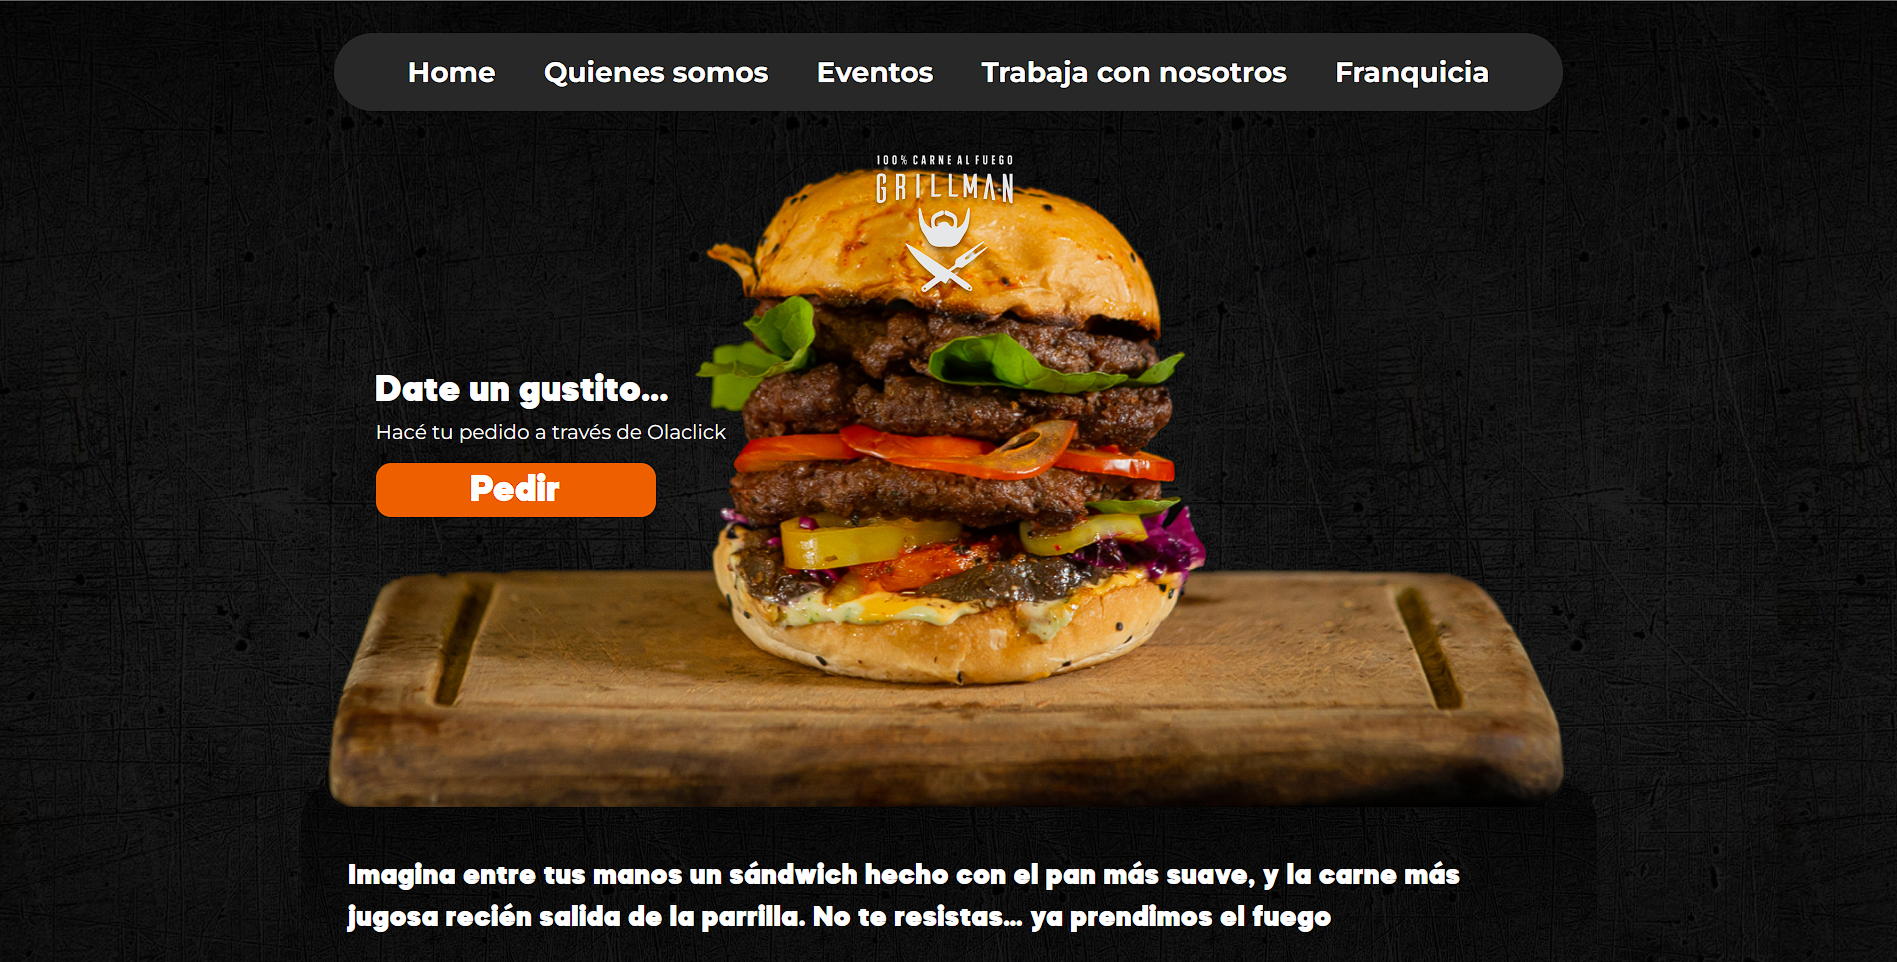 Home Quienes somos Eventos Trabaja con nosotros Franquicia
100% CARNE AL FUEGO
GRILLMAN
Date un gustito...
Hacé tu pedido a través de Olaclick
Pedir
Imagina entre tus manos un sándwich hecho con el pan más suave, y la carne más
jugosa recién salida de la parrilla. No te resistas... ya prendimos el fuego